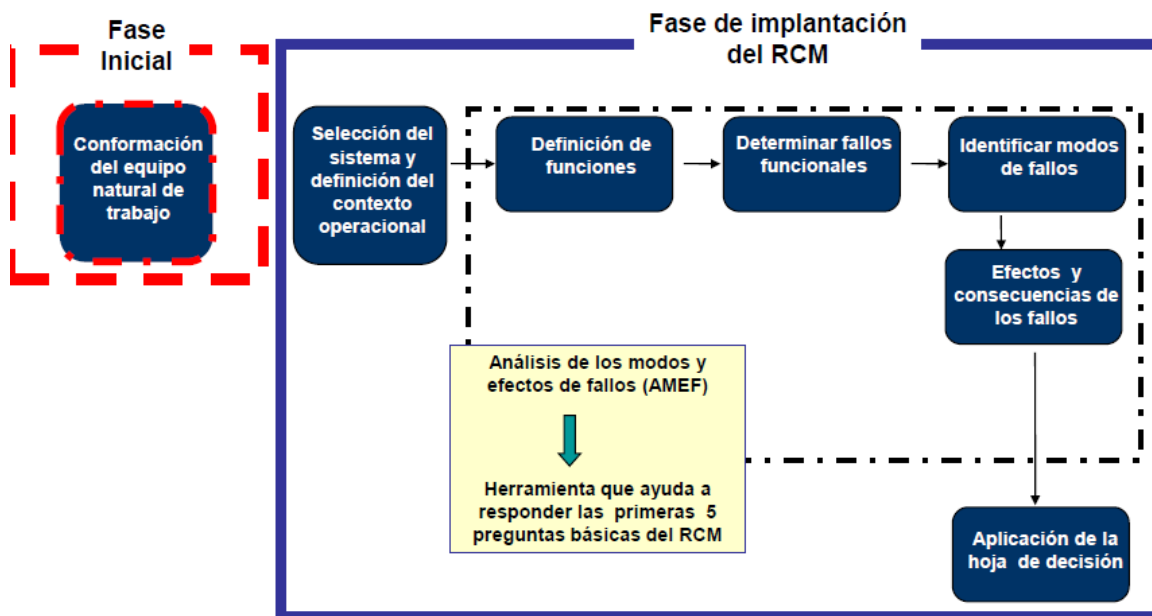 Fase
Inicial
Conformación
del equipo
natural de
trabajo
Fase de implantación
del RCM
Selección del
sistema y
definición del
contexto
operacional
Definición de
funciones
Determinar fallos
funcionales
Identificar modos
de fallos
Efectos y
consecuencias de
los fallos
Análisis de los modos y
efectos de fallos (AMEF)
Herramienta que ayuda a
responder las primeras 5
preguntas básicas del RCM
Aplicación de la
hoja de decisión